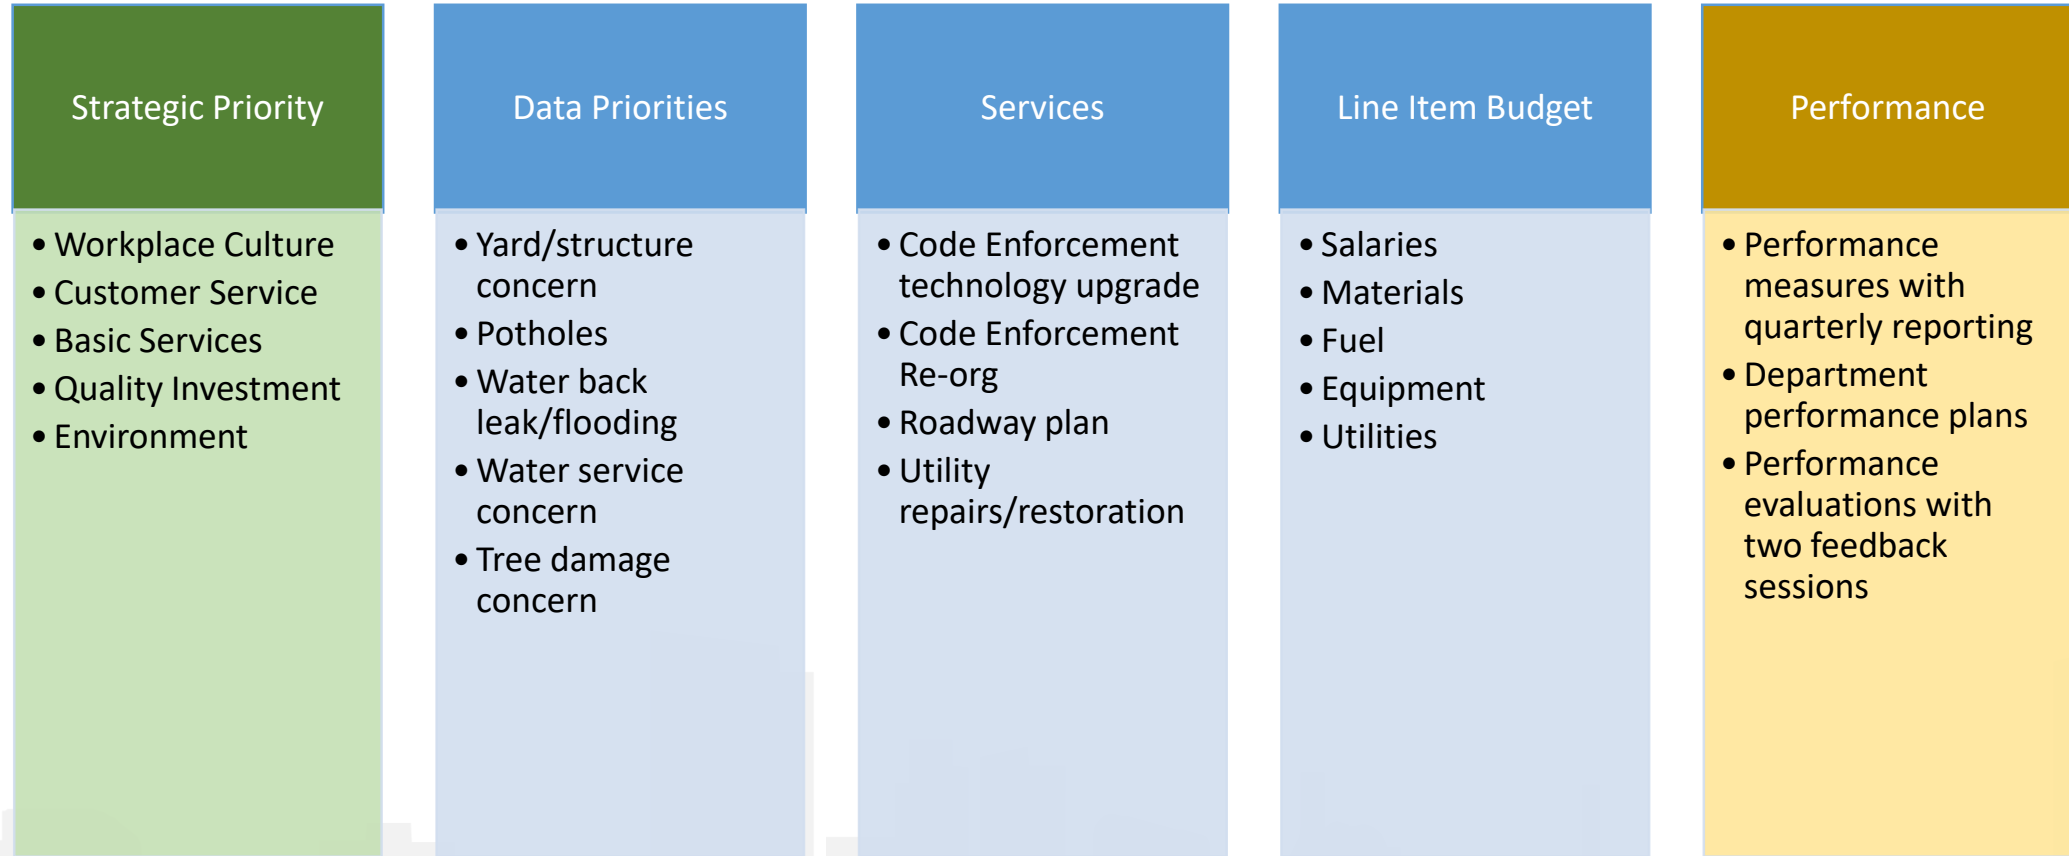 Strategic Priority
• Workplace Culture
• Customer Service
• Basic Services
• Quality Investment
• Environment
Data Priorities
• Yard/structure
concern
• Potholes
• Water back
leak/flooding
• Water service
concern
• Tree damage
concern
Services
• Code Enforcement
technology upgrade
• Code Enforcement
Re-org
• Roadway plan
• Utility
repairs/restoration
Line Item Budget
• Salaries
• Materials
• Fuel
• Equipment
• Utilities
Performance
• Performance
measures with
quarterly reporting
• Department
performance plans
• Performance
evaluations with
two feedback
sessions